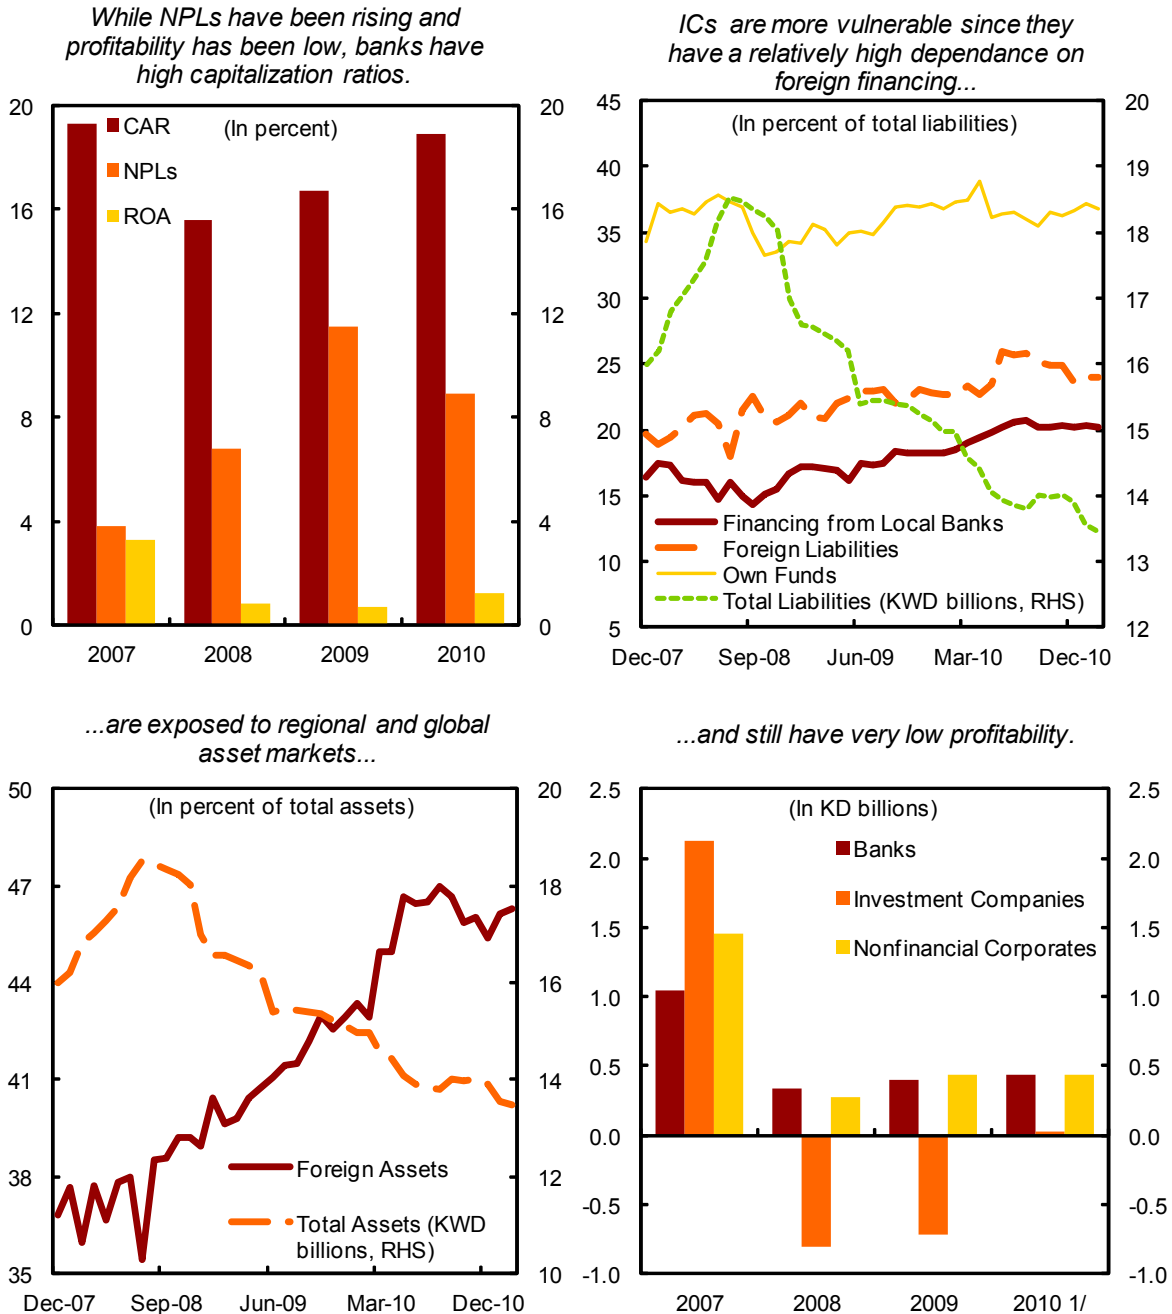 While NPLs have been rising and
profitability has been low, banks have
high capitalization ratios.
20
16
12
8
4
0
20
16
12
8
4
0
(In percent)
CAR
NPLs
ROA
2007
2008
2009
2010
ICs are more vulnerable since they
have a relatively high dependance on
foreign financing...
45
40
35
30
25
20
15
10
5
20
19
18
17
16
15
14
13
12
(In percent of total liabilities)
Financing from Local Banks
Foreign Liabilities
Own Funds
Total Liabilities (KWD billions, RHS)
Dec-07
Sep-08
Jun-09
Mar-10
Dec-10
...are exposed to regional and global
asset markets...
50
47
44
41
38
35
20
18
16
14
12
10
(In percent of total assets)
Foreign Assets
Total Assets (KWD
billions, RHS)
Dec-07
Sep-08
Jun-09
Mar-10
Dec-10
...and still have very low profitability.
2.5
2.0
1.5
1.0
0.5
0.0
-0.5
-1.0
2.5
2.0
1.5
1.0
0.5
0.0
-0.5
-1.0
(In KD billions)
Banks
Investment Companies
Nonfinancial Corporates
2007
2008
2009
2010 1/